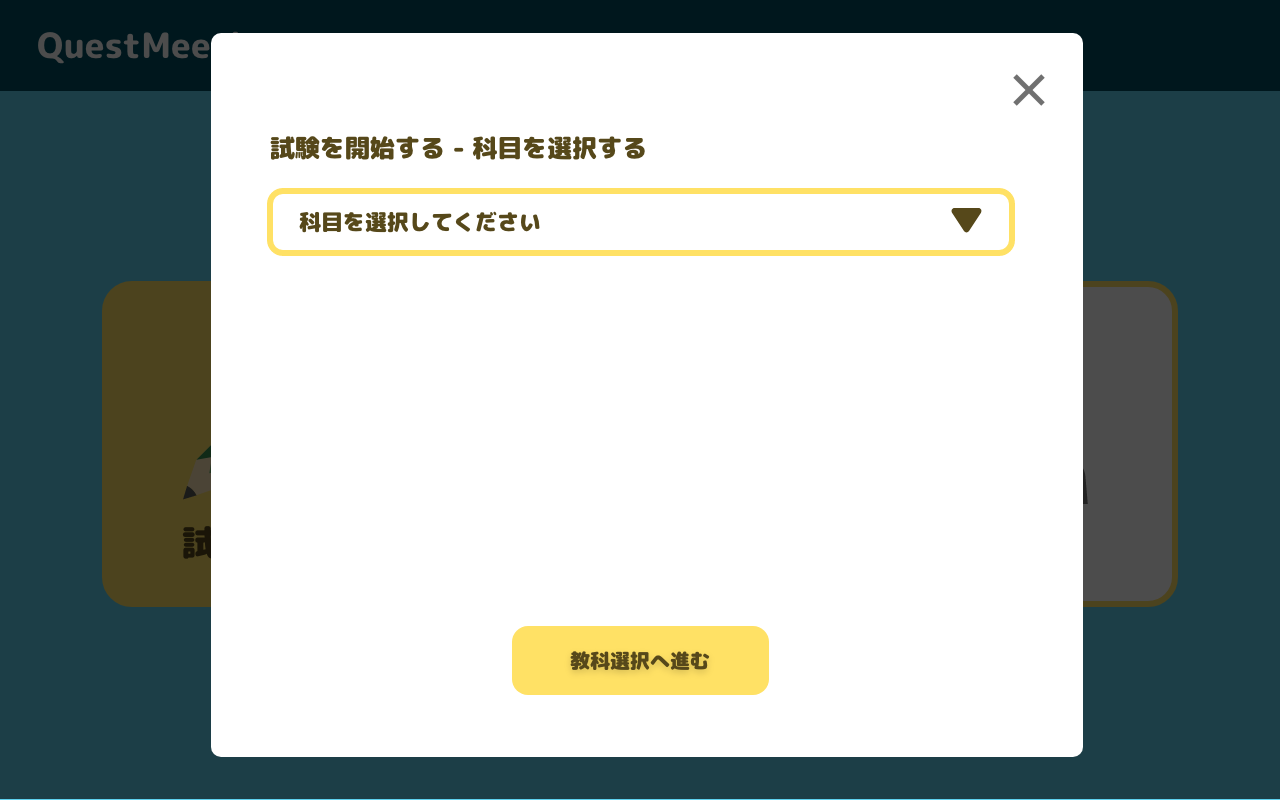 QuestMee
試験を開始する - 科目を選択する
科目を選択してください
試
教科選択へ進む